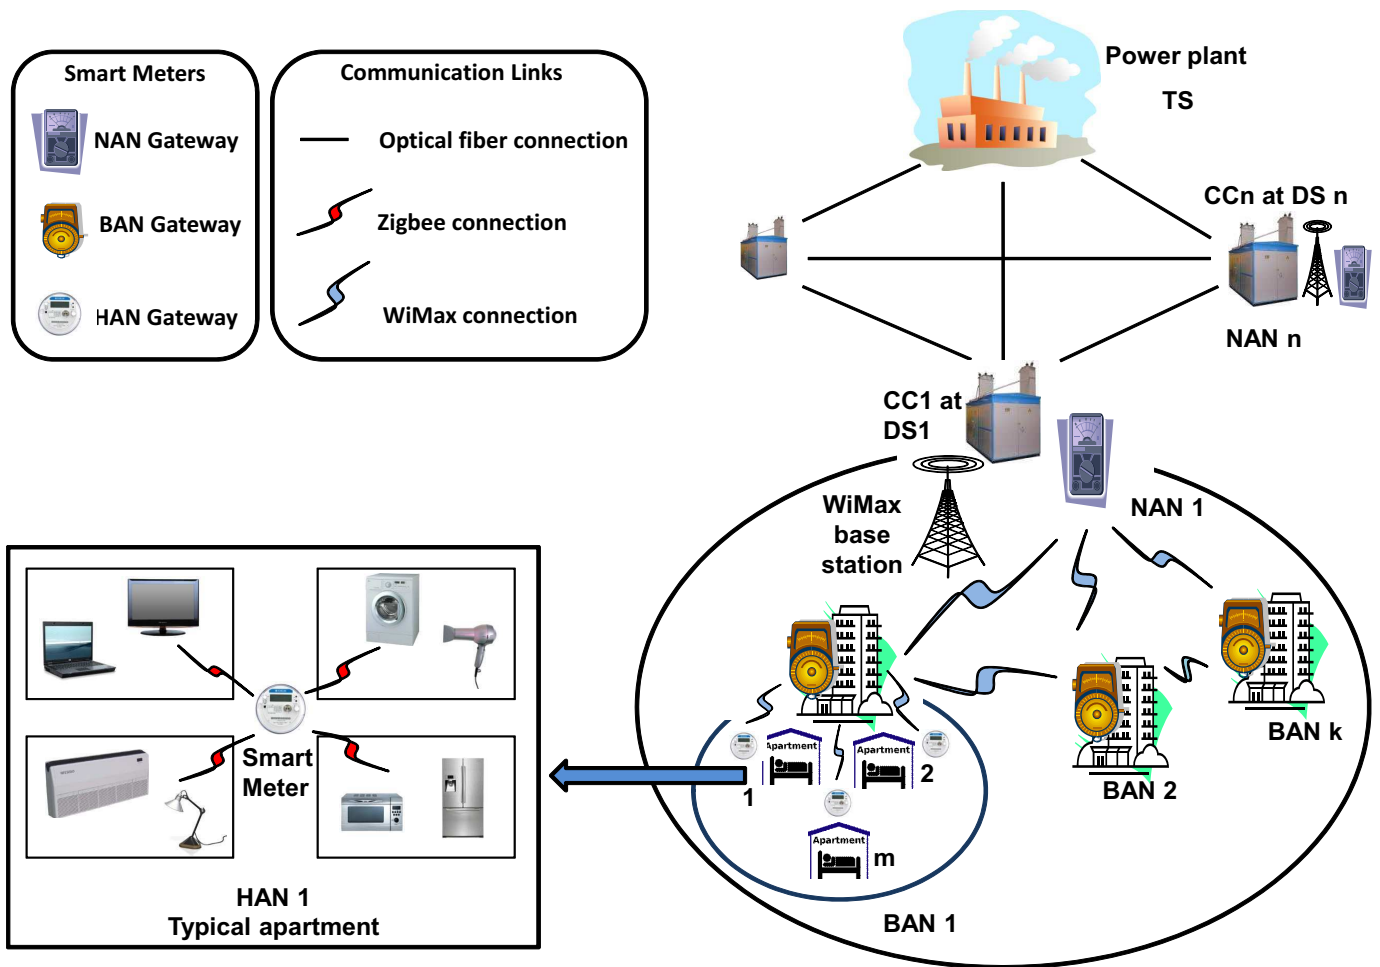 Smart Meters
NAN Gateway
BAN Gateway
HAN Gateway
Communication Links
Optical fiber connection
Zigbee connection
WiMax connection
Power plant
TS
CCn at DS n
NAN n
CC1 at
DS1
WiMax
base
station
NAN 1
BAN k
BAN 2
Apartment
1
Apartment
2
Apartment
m
BAN 1
Smart
Meter
HAN 1
Typical apartment